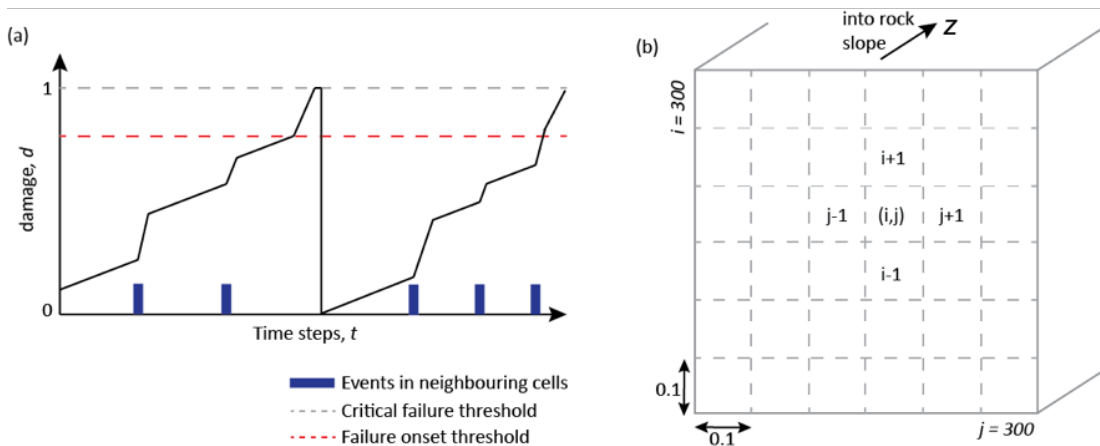 (a)
1
damage, d
0
Time steps, t
Events in neighbouring cells
Critical failure threshold
Failure onset threshold
(b)
into rock
slope
z
i = 300
i+1
j-1
(i,j)
j+1
i-1
0.1
0.1
j = 300